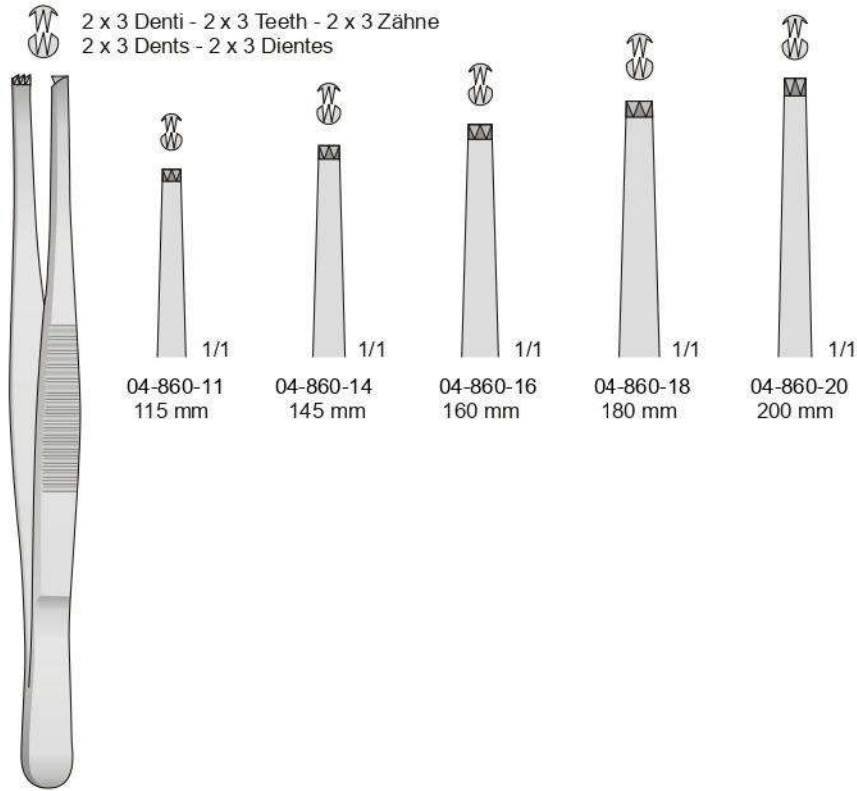 2 x 3 Denti - 2 x 3 Teeth - 2 x 3 Zähne
2 x 3 Dents - 2 x 3 Dientes
1/1 1/1 1/1 1/1 1/1
04-860-11 04-860-14 04-860-16 04-860-18 04-860-20
115 mm 145 mm 160 mm 180 mm 200 mm